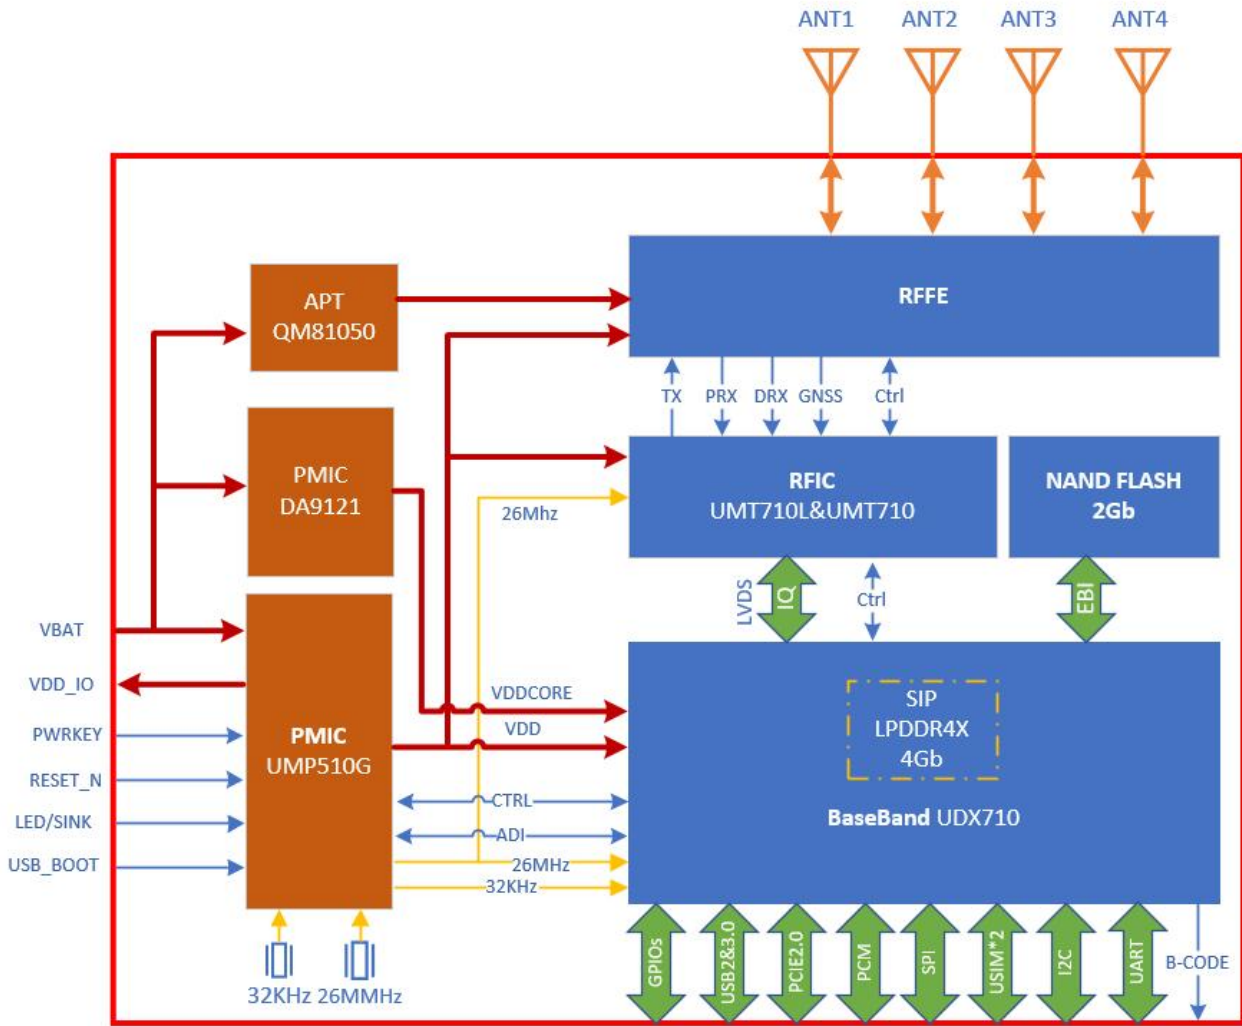 ANT1
ANT2
ANT3
ANT4
APT
QM81050
RFFE
TX
PRX
DRX
GNSS
Ctrl
PMIC
DA9121
26Mhz
RFIC
UMT710L&UMT710
NAND FLASH
2Gb
LVDS
IQ
Ctrl
EBI
VBAT
VDD_IO
PWRKEY
RESET_N
LED/SINK
USB_BOOT
PMIC
UMP510G
VDDCORE
VDD
CTRL
ADI
26MHz
32KHz
SIP
LPDDR4X
4Gb
BaseBand UDX710
32KHz
26MMHz
GPIOs
USB2&3.0
PCIE2.0
PCM
SPI
USIM*2
I2C
UART
B-CODE